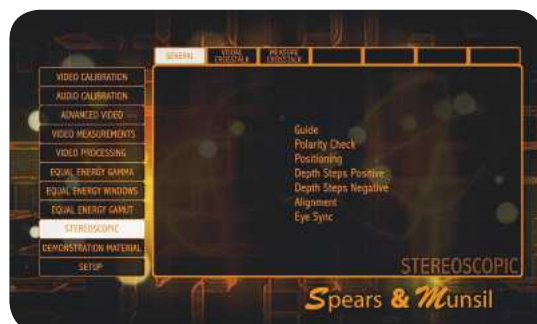 GENERAL
VISUAL
CROSSTALK
MEASURE
CROSSTALK
VIDEO CALIBRATION
AUDIO CALIBRATION
ADVANCED VIDEO
VIDEO MEASUREMENTS
VIDEO PROCESSING
EQUAL ENERGY GAMMA
EQUAL ENERGY WINDOWS
EQUAL ENERGY GAMUT
STEREOSCOPIC
DEMONSTRATION MATERIAL
SETUP
Guide
Polarity Check
Positioning
Depth Steps Positive
Depth Steps Negative
Alignment
Eye Sync
STEREOSCOPIC
Spears & Munsil